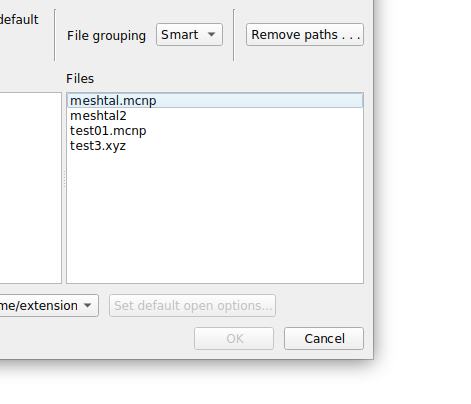 default
File grouping
Smart
Remove paths . . .
Files
meshtal.mcnp
meshtal2
test01.mcnp
test3.xyz
me/extension
Set default open options...
OK
Cancel